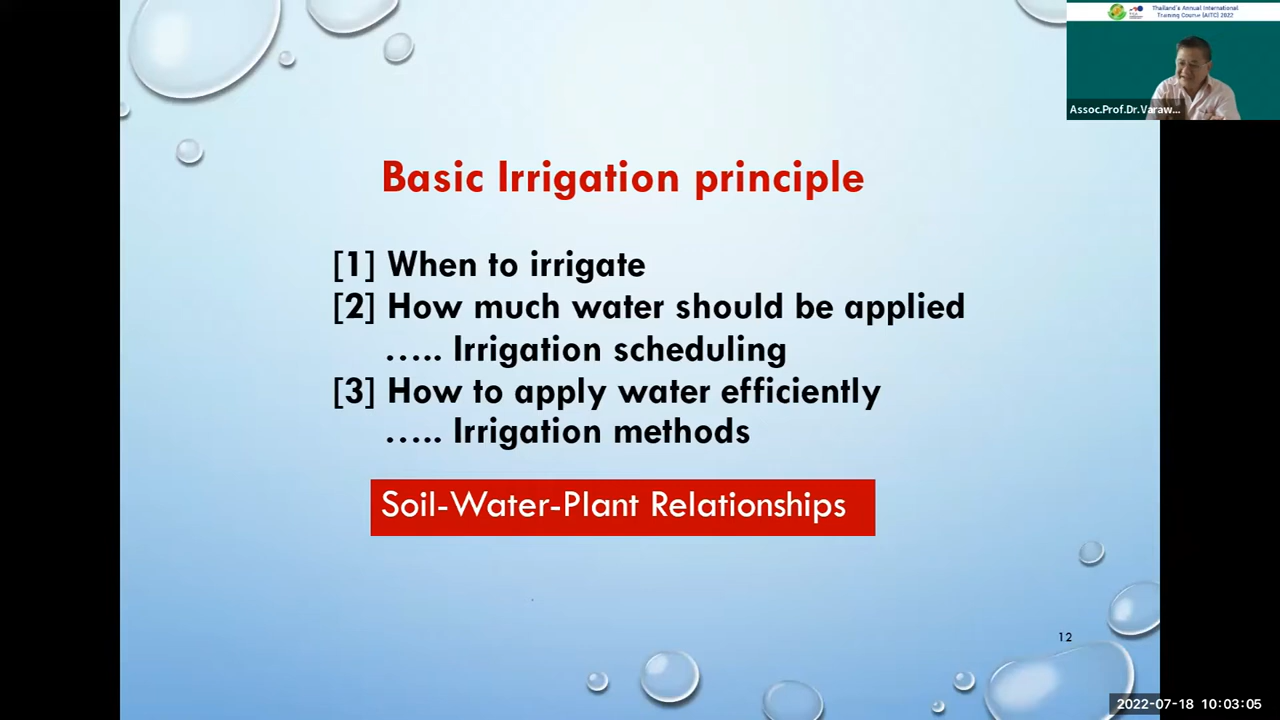 Thailand's Annual International
Training Course (AITC) 2022
Assoc.Prof.Dr.Varaw...
Basic Irrigation principle
[1] When to irrigate
[2] How much water should be applied
..... Irrigation scheduling
[3] How to apply water efficiently
..... Irrigation methods
Soil-Water-Plant Relationships
12
2022-07-18 10:03:05